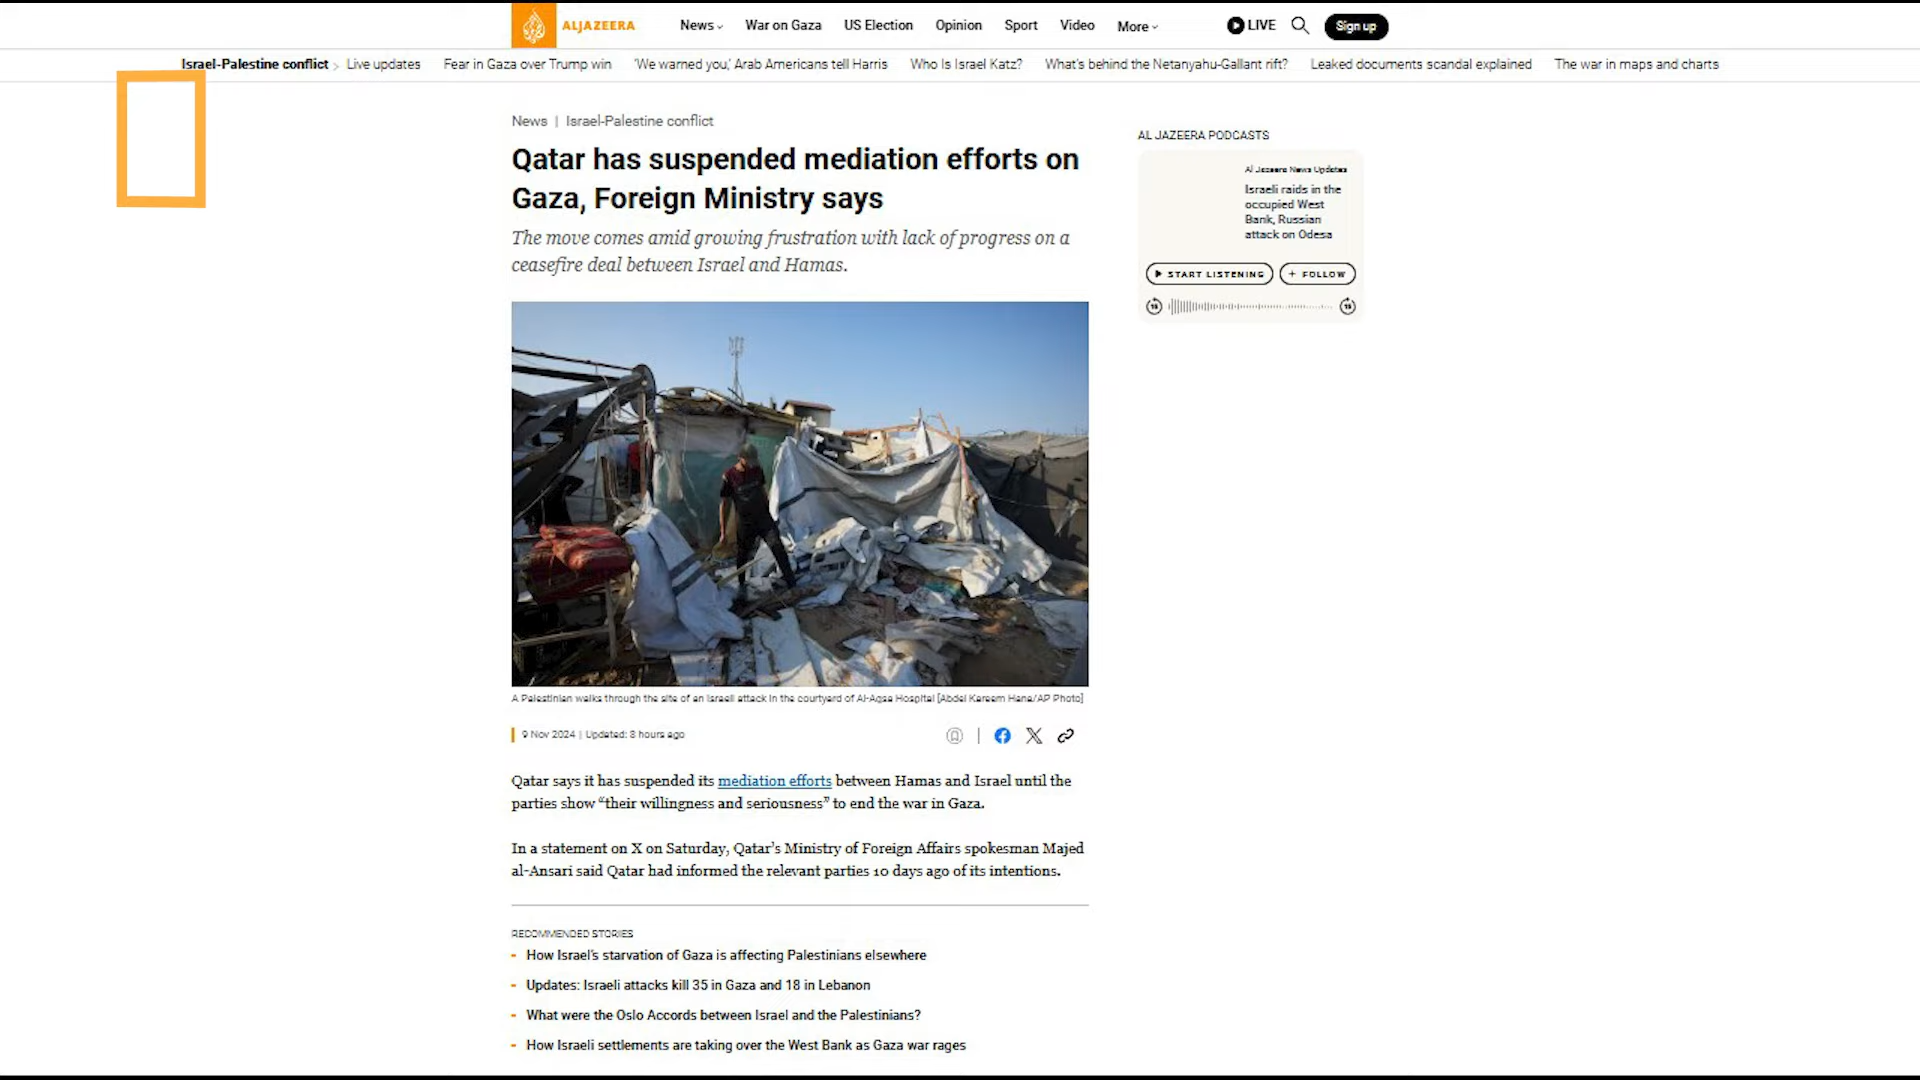 ALJAZEERA
News War on Gaza US Election Opinion Sport Video More LIVE Sign up
Israel-Palestine conflict Live updates Fear in Gaza over Trump win ‘We warned you,’ Arab Americans tell Harris Who Is Israel Katz? What’s behind the Netanyahu-Gallant rift? Leaked documents scandal explained The war in maps and charts
News | Israel-Palestine conflict
Qatar has suspended mediation efforts on
Gaza, Foreign Ministry says
The move comes amid growing frustration with lack of progress on a
ceasefire deal between Israel and Hamas.
A Palestinian walks through the site of an Israeli attack in the courtyard of Al-Aqsa Hospital [Abdel Kareem Hana/AP Photo]
9 Nov 2024 | Updated: 3 hours ago
Qatar says it has suspended its mediation efforts between Hamas and Israel until the
parties show “their willingness and seriousness” to end the war in Gaza.
In a statement on X on Saturday, Qatar’s Ministry of Foreign Affairs spokesman Majed
al-Ansari said Qatar had informed the relevant parties 10 days ago of its intentions.
RECOMMENDED STORIES
- How Israel’s starvation of Gaza is affecting Palestinians elsewhere
- Updates: Israeli attacks kill 35 in Gaza and 18 in Lebanon
- What were the Oslo Accords between Israel and the Palestinians?
- How Israeli settlements are taking over the West Bank as Gaza war rages
AL JAZEERA PODCASTS
Al Jazeera News Updates
Israeli raids in the
occupied West
Bank, Russian
attack on Odesa
START LISTENING + FOLLOW
15 15